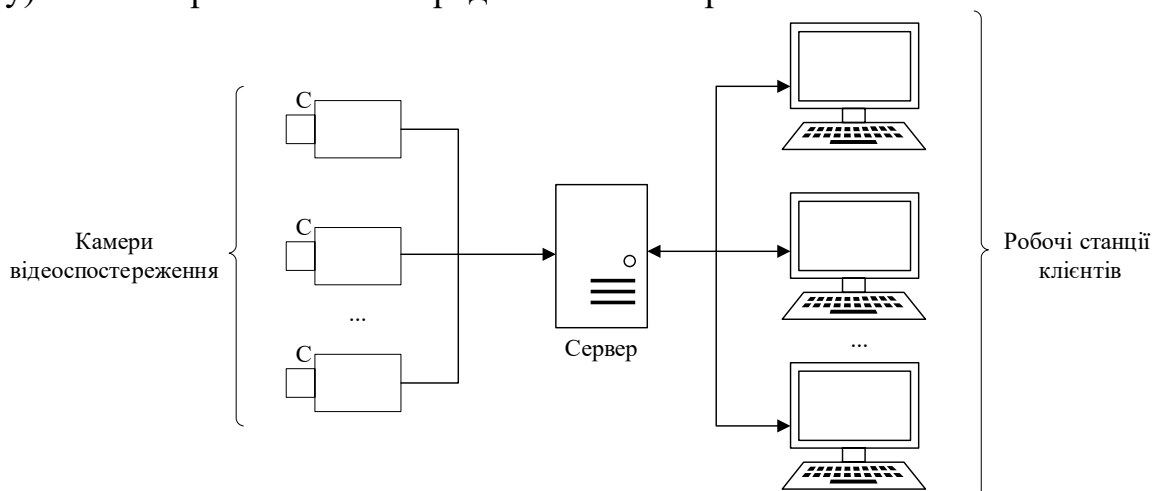 у)
С
С
Камери
відеоспостереження
...
С
Сервер
Робочі станції
клієнтів
...